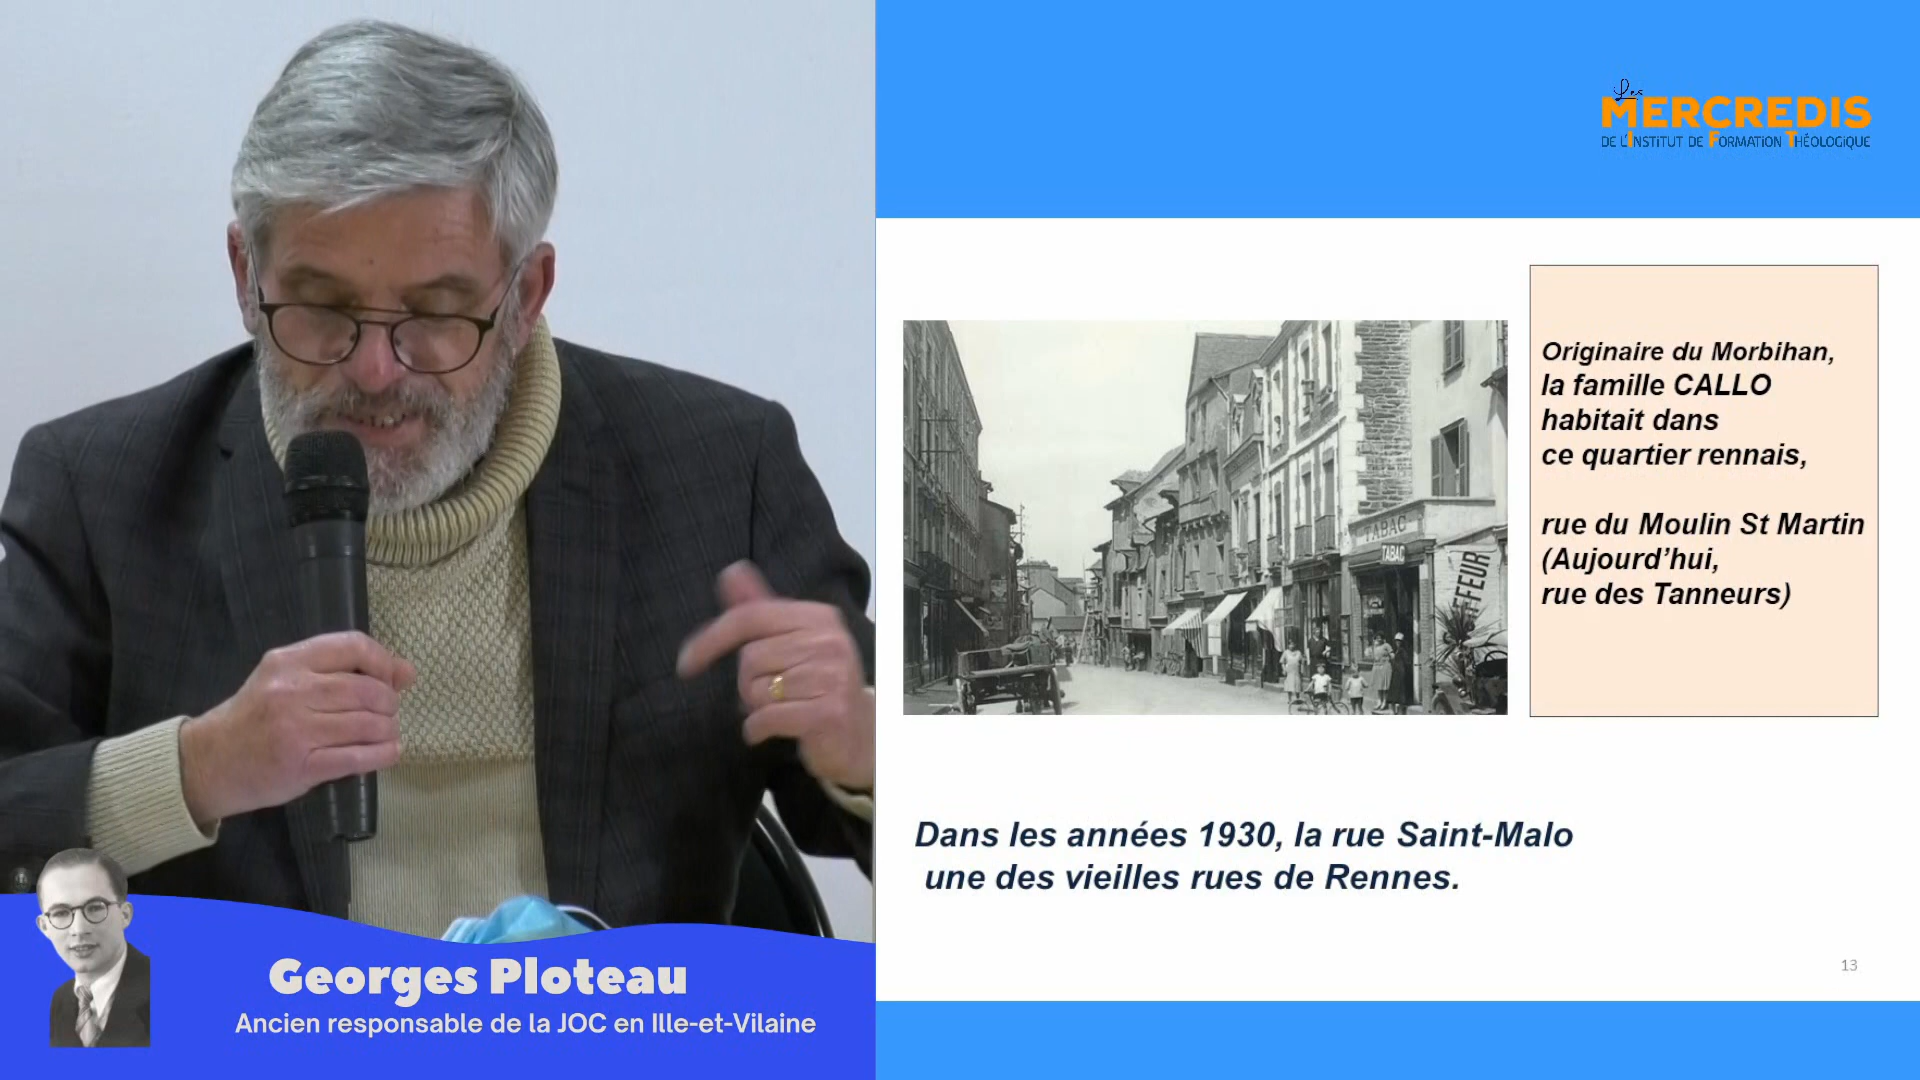 Les
MERCREDIS
DE L'INSTITUT DE FORMATION THÉOLOGIQUE
Originaire du Morbihan,
la famille CALLO
habitait dans
ce quartier rennais,
rue du Moulin St Martin
(Aujourd'hui,
rue des Tanneurs)
TABAC
TABAC
FFEUR
Dans les années 1930, la rue Saint-Malo
une des vieilles rues de Rennes.
13
Georges Ploteau
Ancien responsable de la JOC en Ille-et-Vilaine